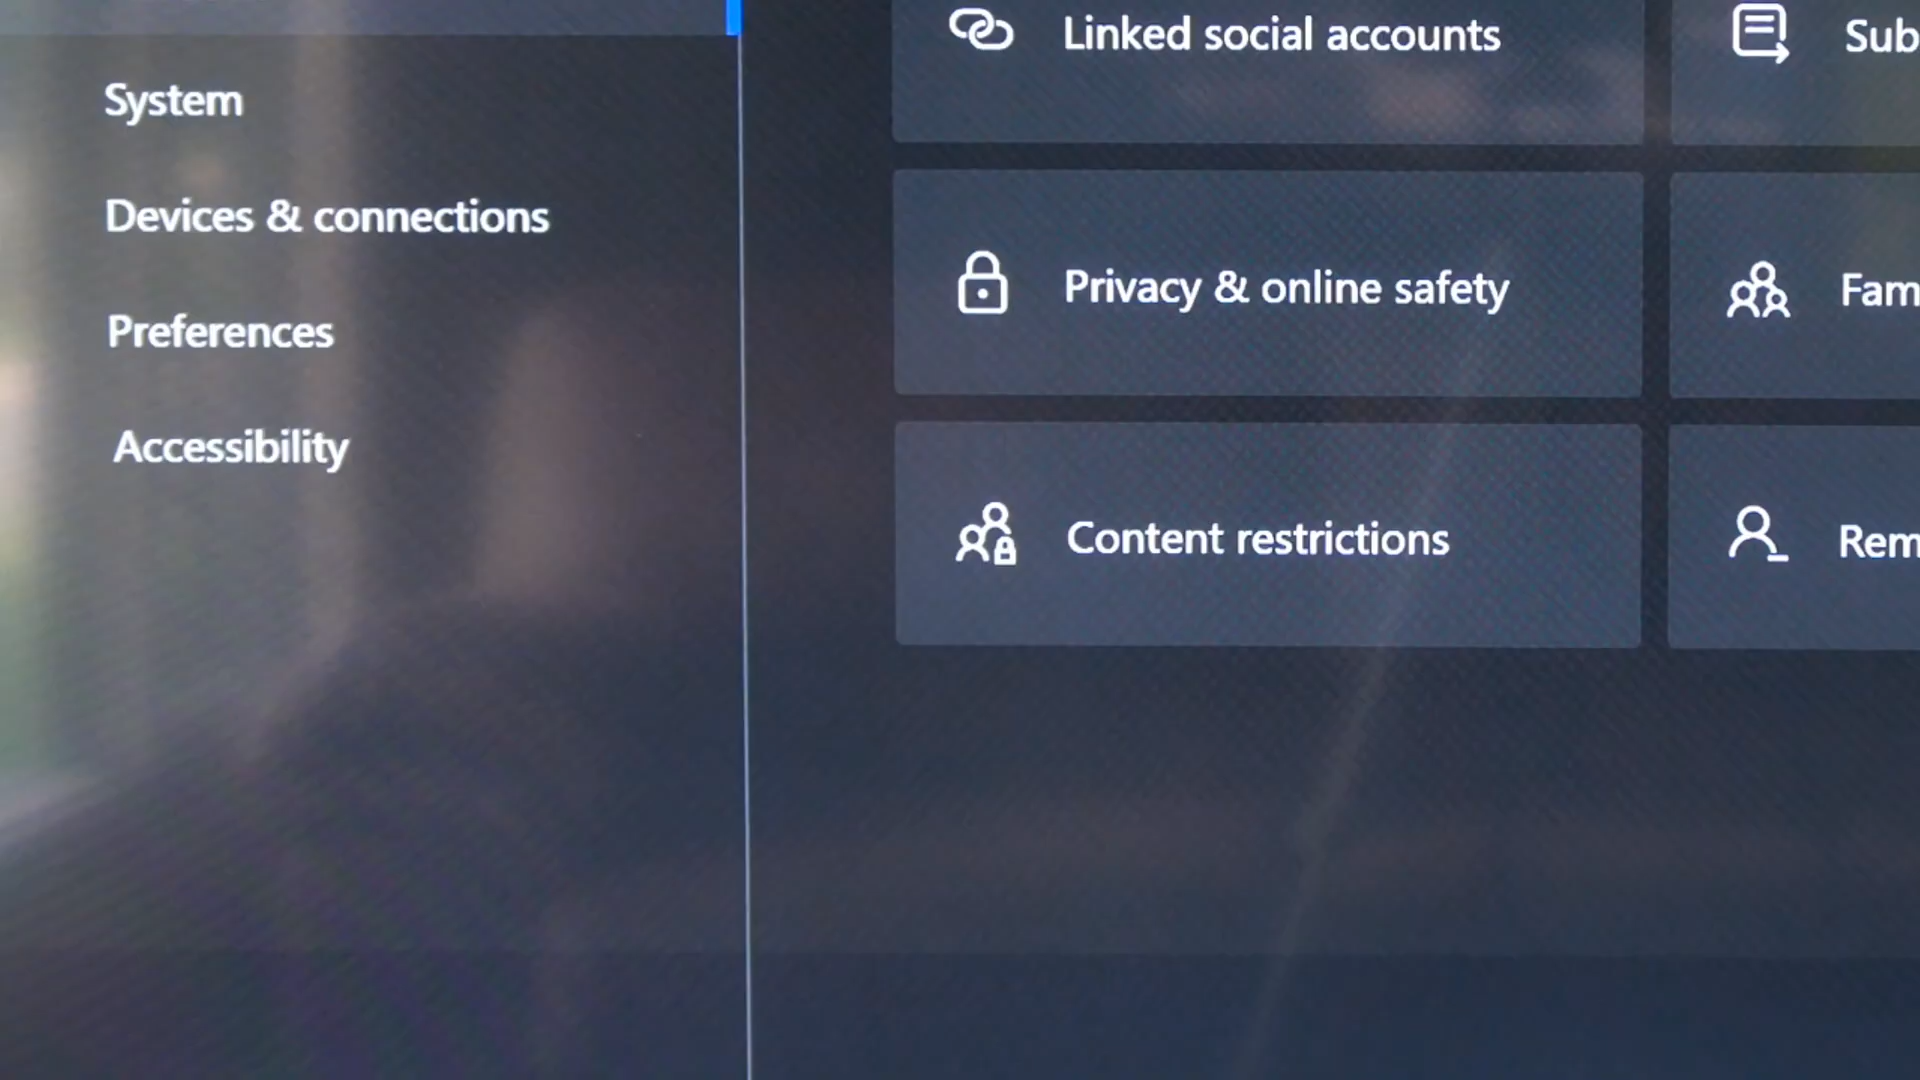 System
Devices & connections
Preferences
Accessibility
Linked social accounts
Sub
Privacy & online safety
Fam
Content restrictions
Rem